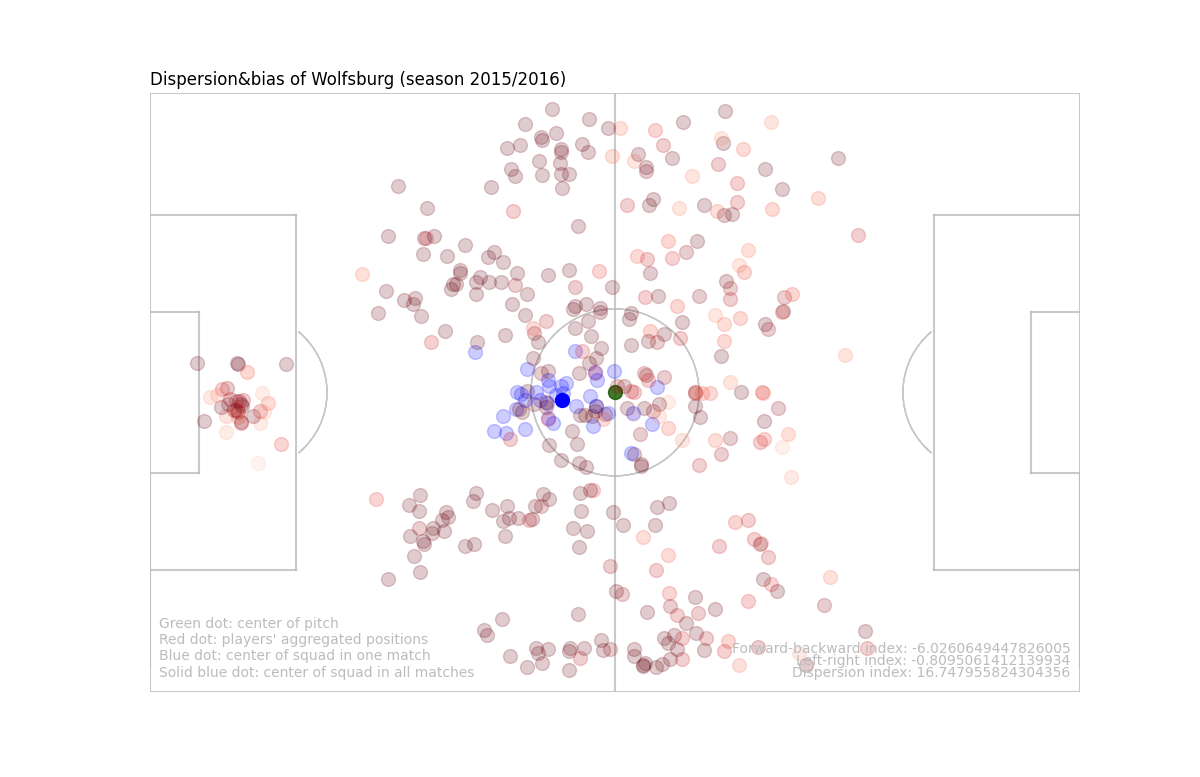 Dispersion&bias of Wolfsburg (season 2015/2016)
Green dot: center of pitch
Red dot: players' aggregated positions
Blue dot: center of squad in one match
Solid blue dot: center of squad in all matches
Forward-backward index: -6.0260649447826005
Left-right index: -0.8095061412139934
Dispersion index: 16.747955824304356